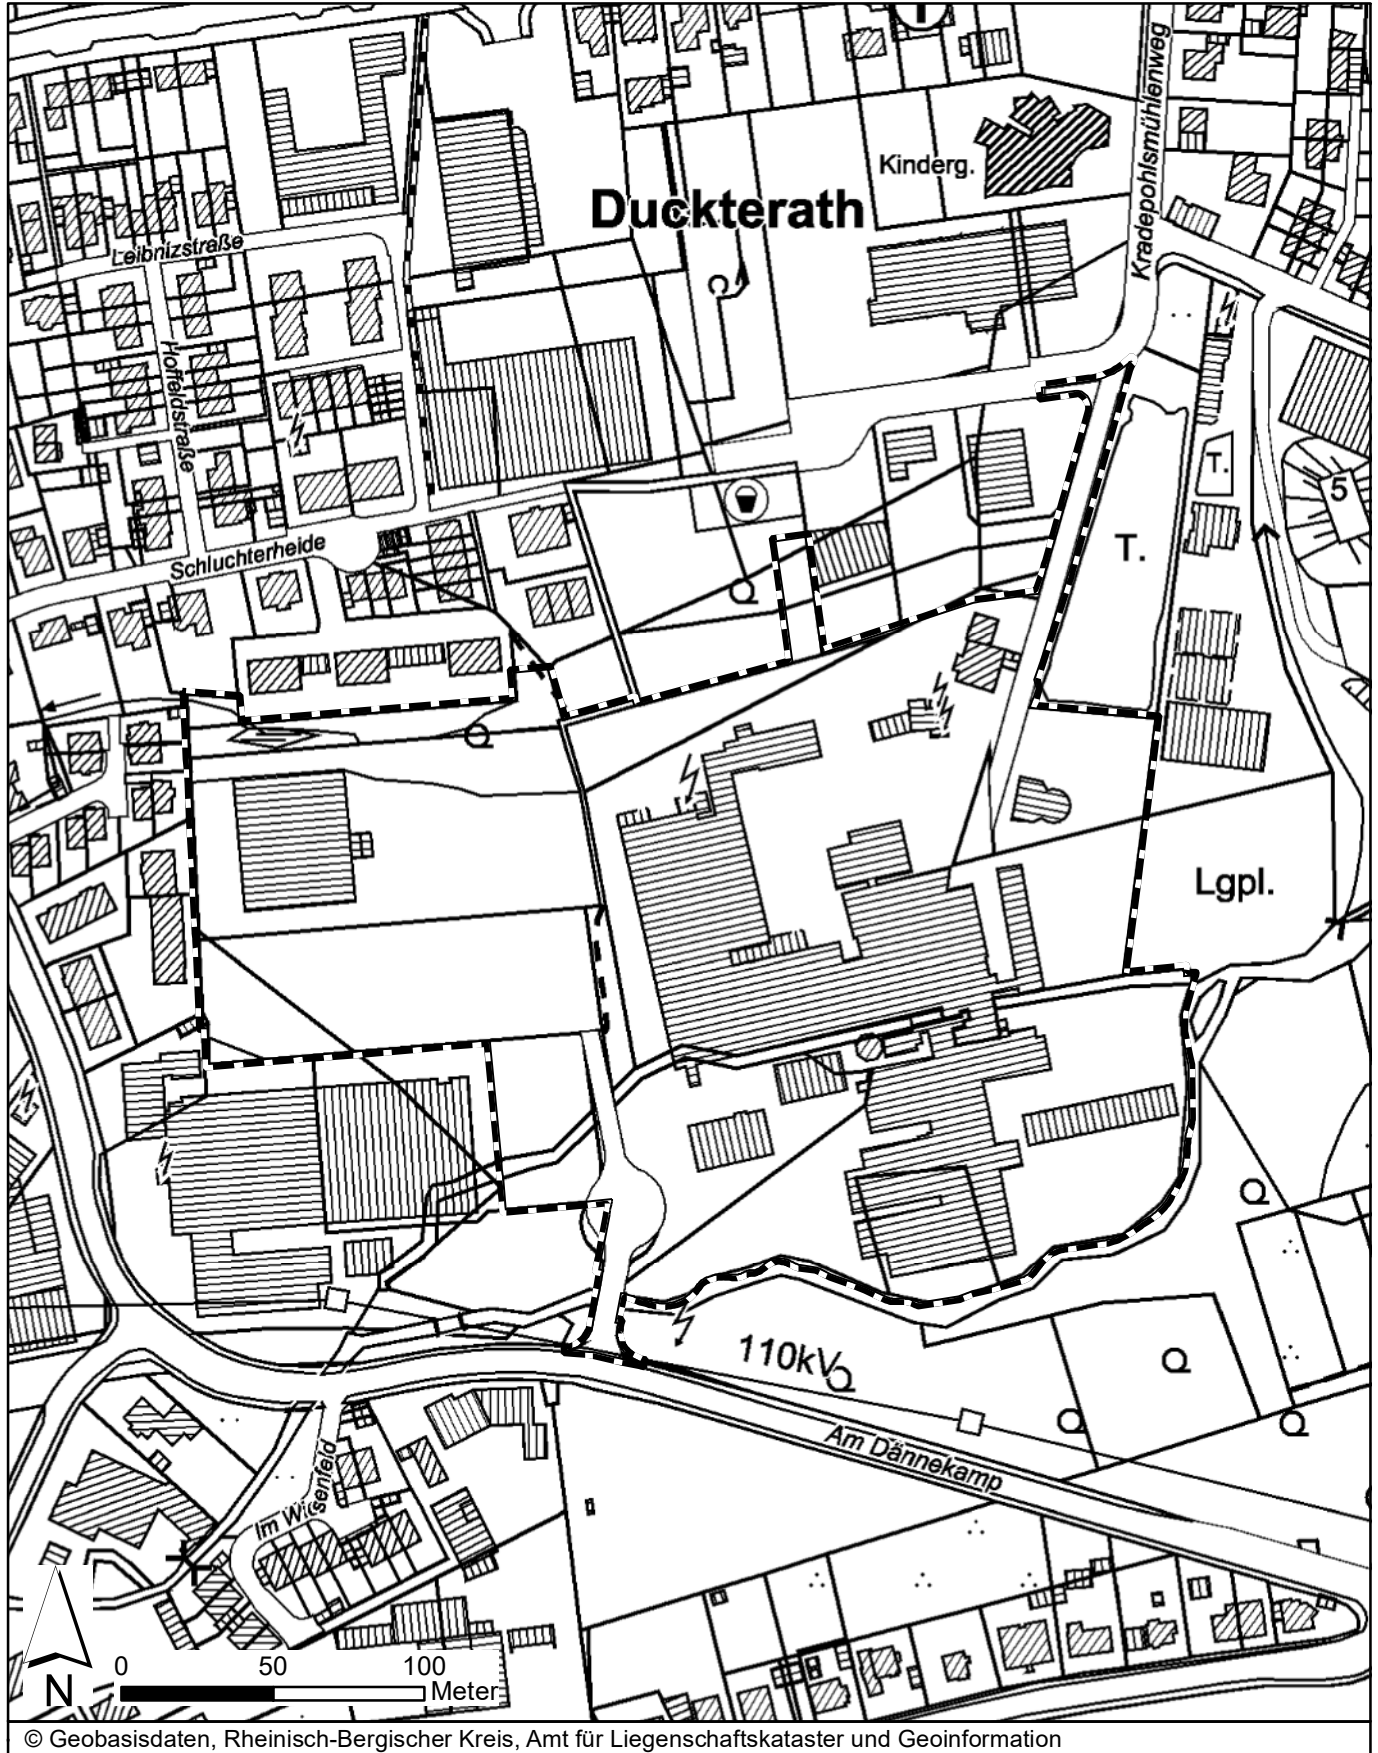 Kradepohlsmühlenweg
Kinderg.
Duckterath
Leibnizstraße
Hoffeldstraße
T.
5
T.
Schluchterheide
Lgpl.
110kV
Am Dännekamp
Im Wiesenfeld
N
0 50 100
Meter
© Geobasisdaten, Rheinisch-Bergischer Kreis, Amt für Liegenschaftskataster und Geoinformation